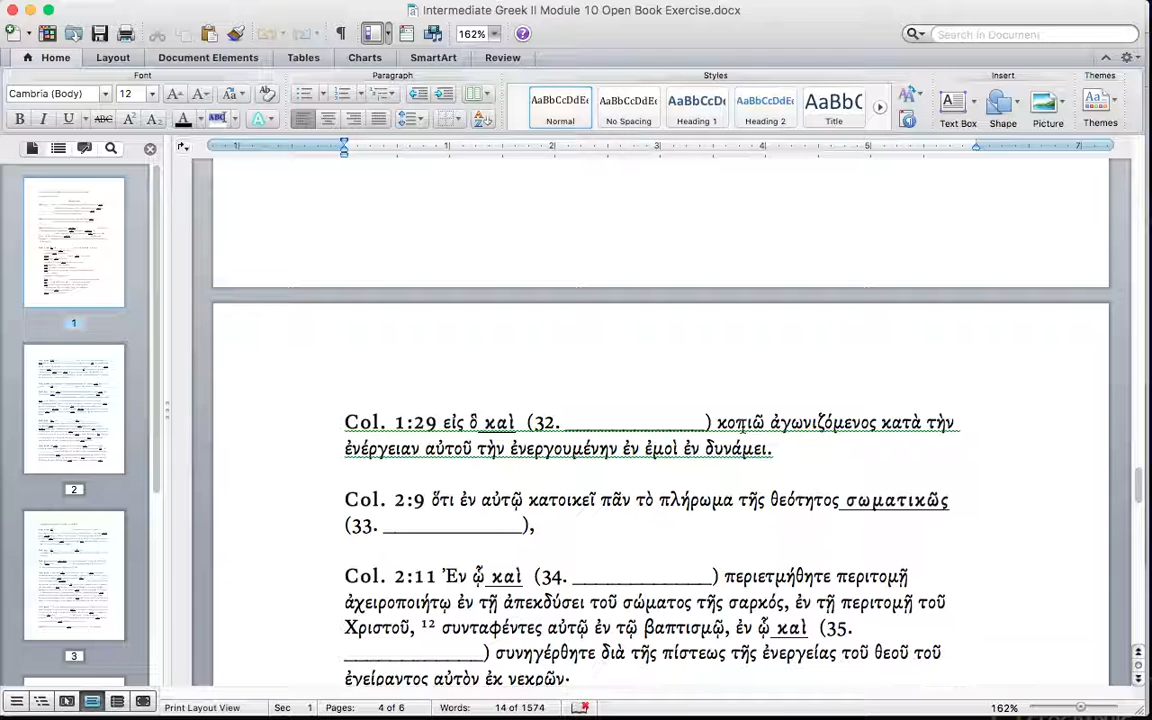 Intermediate Greek II Module 10 Open Book Exercise.docx
162%
Search in Document
Home Layout Document Elements Tables Charts SmartArt Review
Font Paragraph Styles Insert Themes
Cambria (Body) 12
AaBbCcDdEe AaBbCcDdEe AaBbCcDc AaBbCcDdEe AaBbC
Normal No Spacing Heading 1 Heading 2 Title Text Box Shape Picture Themes
1
2
3
Col. 1:29 εἰς ὃ καὶ (32. _______________) κοπιῶ ἀγωνιζόμενος κατὰ τὴν
ἐνέργειαν αὐτοῦ τὴν ἐνεργουμένην ἐν ἐμοὶ ἐν δυνάμει.
Col. 2:9 ὅτι ἐν αὐτῷ κατοικεῖ πᾶν τὸ πλήρωμα τῆς θεότητος σωματικῶς
(33. _______________),
Col. 2:11 Ἐν ᾧ καὶ (34. _______________) περιετμήθητε περιτομῇ
ἀχειροποιήτῳ ἐν τῇ ἀπεκδύσει τοῦ σώματος τῆς σαρκός, ἐν τῇ περιτομῇ τοῦ
Χριστοῦ, ¹² συνταφέντες αὐτῷ ἐν τῷ βαπτισμῷ, ἐν ᾧ καὶ (35.
_______________) συνηγέρθητε διὰ τῆς πίστεως τῆς ἐνεργείας τοῦ θεοῦ τοῦ
ἐγείραντος αὐτὸν ἐκ νεκρῶν·
Print Layout View Sec 1 Pages: 4 of 6 Words: 14 of 1574 162%